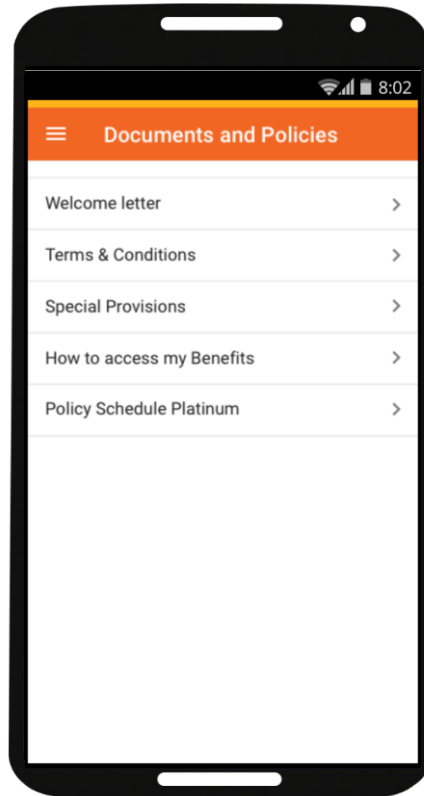 8:02
Documents and Policies
Welcome letter
Terms & Conditions
Special Provisions
How to access my Benefits
Policy Schedule Platinum